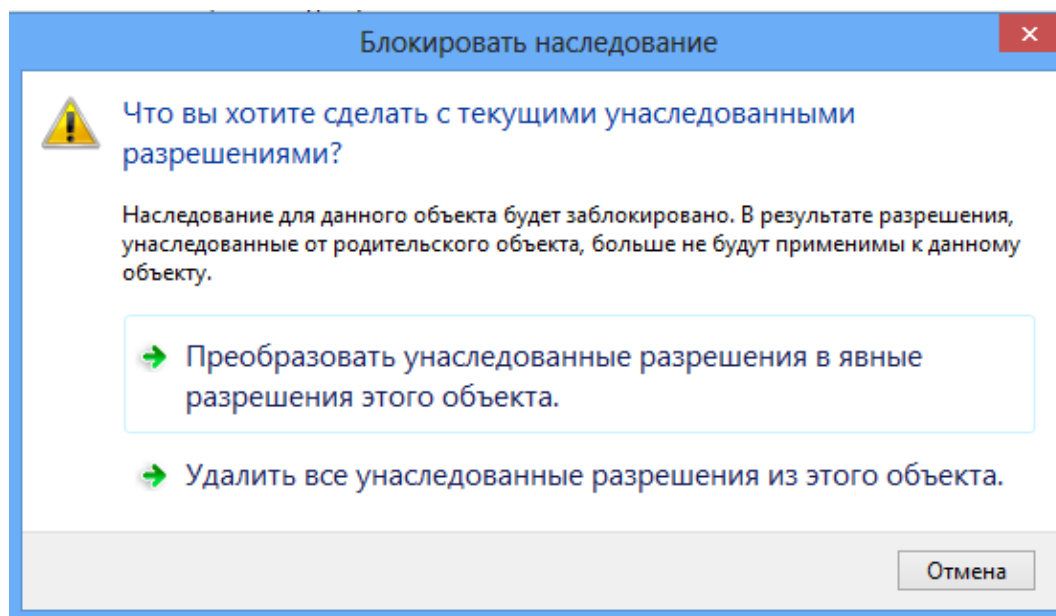 Блокировать наследование
Что вы хотите сделать с текущими унаследованными
разрешениями?
Наследование для данного объекта будет заблокировано. В результате разрешения,
унаследованные от родительского объекта, больше не будут применимы к данному
объекту.
Преобразовать унаследованные разрешения в явные
разрешения этого объекта.
Удалить все унаследованные разрешения из этого объекта.
Отмена